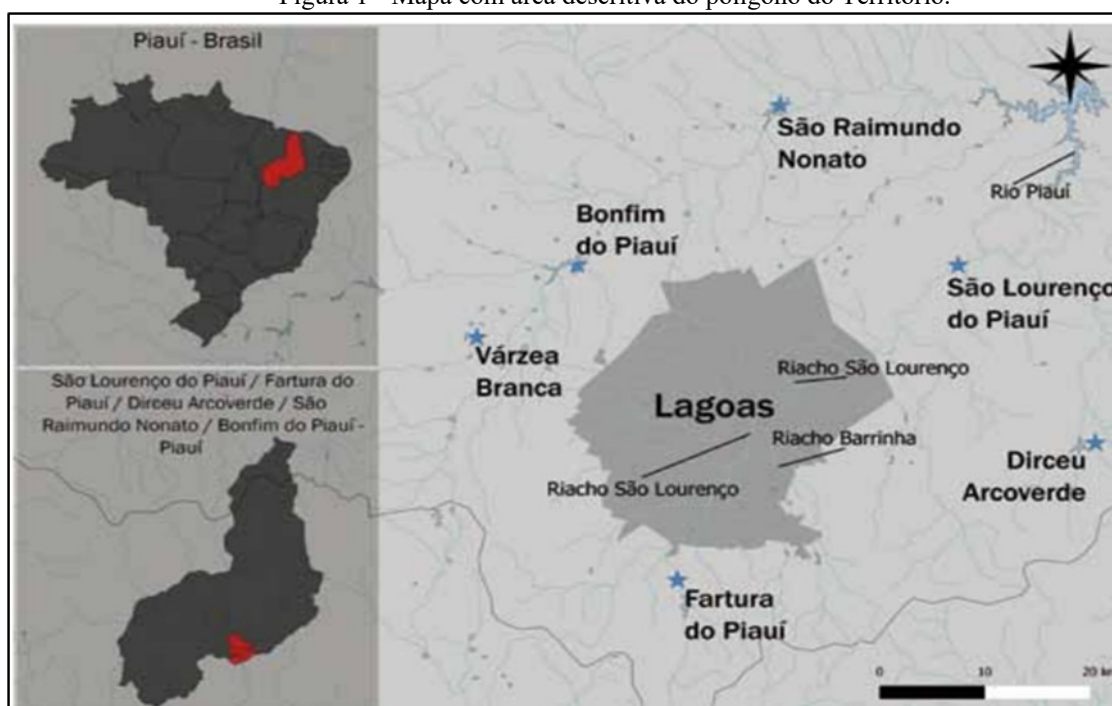 Figura 1 - Mapa com área descritiva do polígono do Território.
Piauí - Brasil
São Lourenço do Piauí / Fartura do
Piauí / Dirceu Arcoverde / São
Raimundo Nonato / Bonfim do Piauí -
Piauí
São Raimundo
Nonato
Rio Piauí
Bonfim
do Piauí
São Lourenço
do Piauí
Várzea
Branca
Riacho São Lourenço
Lagoas
Riacho Barrinha
Riacho São Lourenço
Dirceu
Arcoverde
Fartura
do Piauí
0 10 20 km